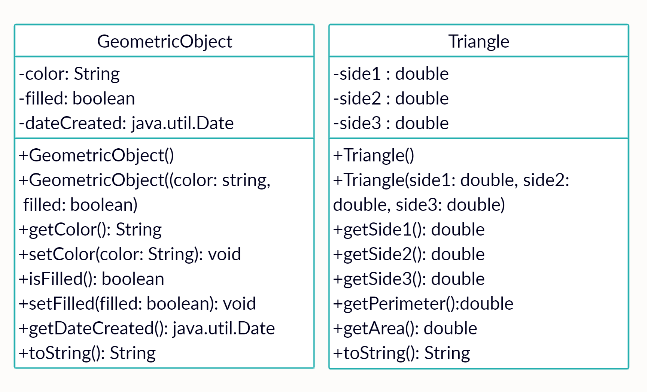 GeometricObject
-color: String
-filled: boolean
-dateCreated: java.util.Date
+GeometricObject()
+GeometricObject((color: string,
filled: boolean)
+getColor(): String
+setColor(color: String): void
+isFilled(): boolean
+setFilled(filled: boolean): void
+getDateCreated(): java.util.Date
+toString(): String
Triangle
-side1 : double
-side2 : double
-side3 : double
+Triangle()
+Triangle(side1: double, side2:
double, side3: double)
+getSide1(): double
+getSide2(): double
+getSide3(): double
+getPerimeter():double
+getArea(): double
+toString(): String